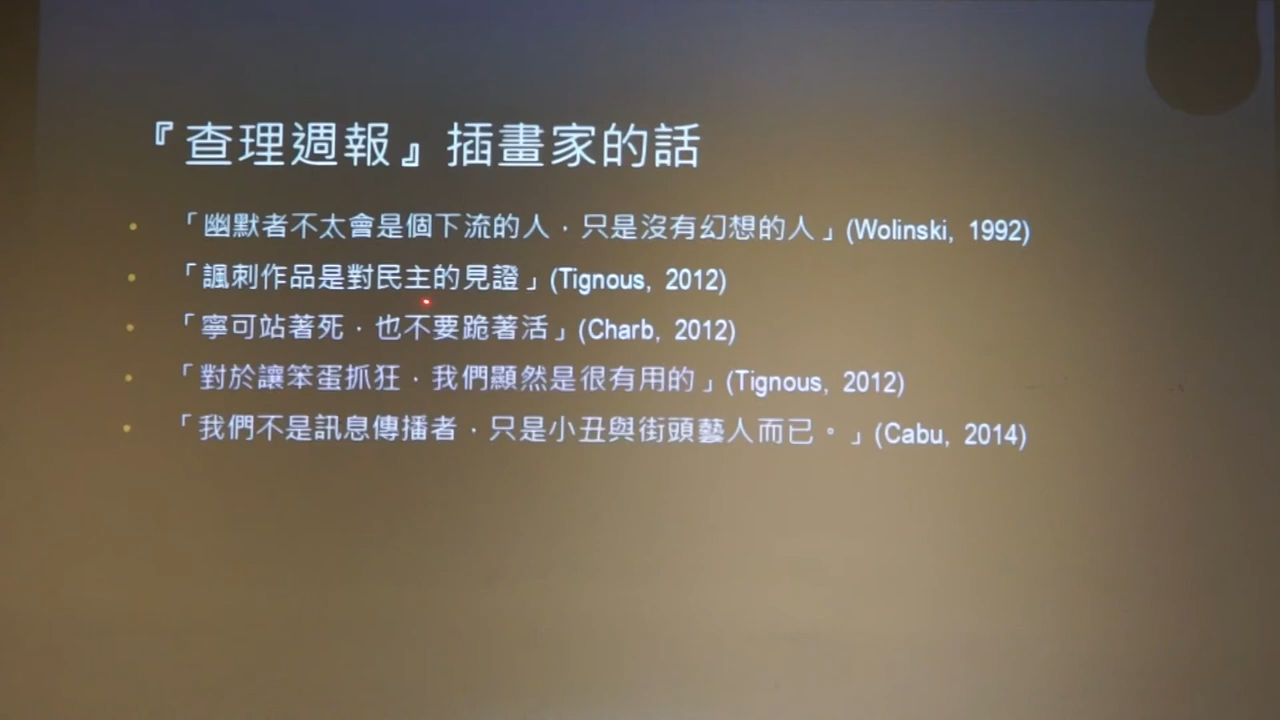 『查理週報』插畫家的話
• 「幽默者不太會是個下流的人，只是沒有幻想的人」(Wolinski, 1992)
• 「諷刺作品是對民主的見證」(Tignous, 2012)
• 「寧可站著死，也不要跪著活」(Charb, 2012)
• 「對於讓笨蛋抓狂，我們顯然是很有用的」(Tignous, 2012)
• 「我們不是訊息傳播者，只是小丑與街頭藝人而已。」(Cabu, 2014)